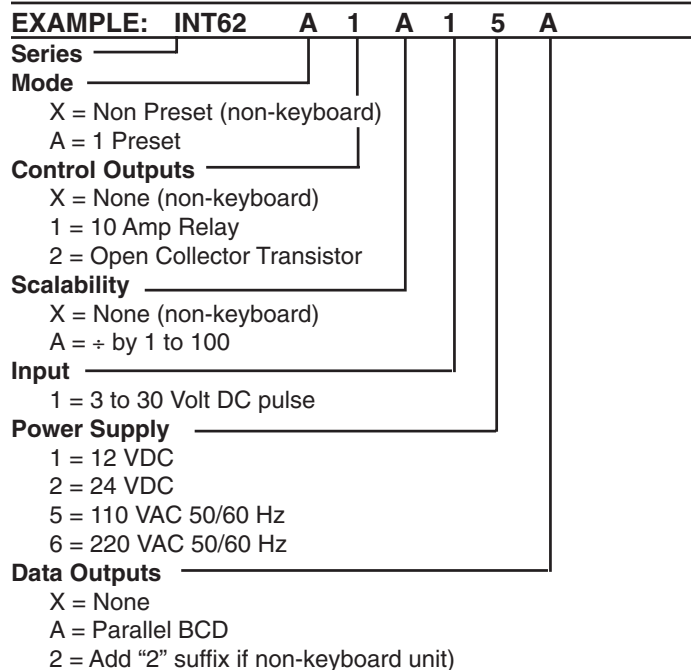 EXAMPLE: INT62 A 1 A 1 5 A
Series
Mode
X = Non Preset (non-keyboard)
A = 1 Preset
Control Outputs
X = None (non-keyboard)
1 = 10 Amp Relay
2 = Open Collector Transistor
Scalability
X = None (non-keyboard)
A = ÷ by 1 to 100
Input
1 = 3 to 30 Volt DC pulse
Power Supply
1 = 12 VDC
2 = 24 VDC
5 = 110 VAC 50/60 Hz
6 = 220 VAC 50/60 Hz
Data Outputs
X = None
A = Parallel BCD
2 = Add “2” suffix if non-keyboard unit)